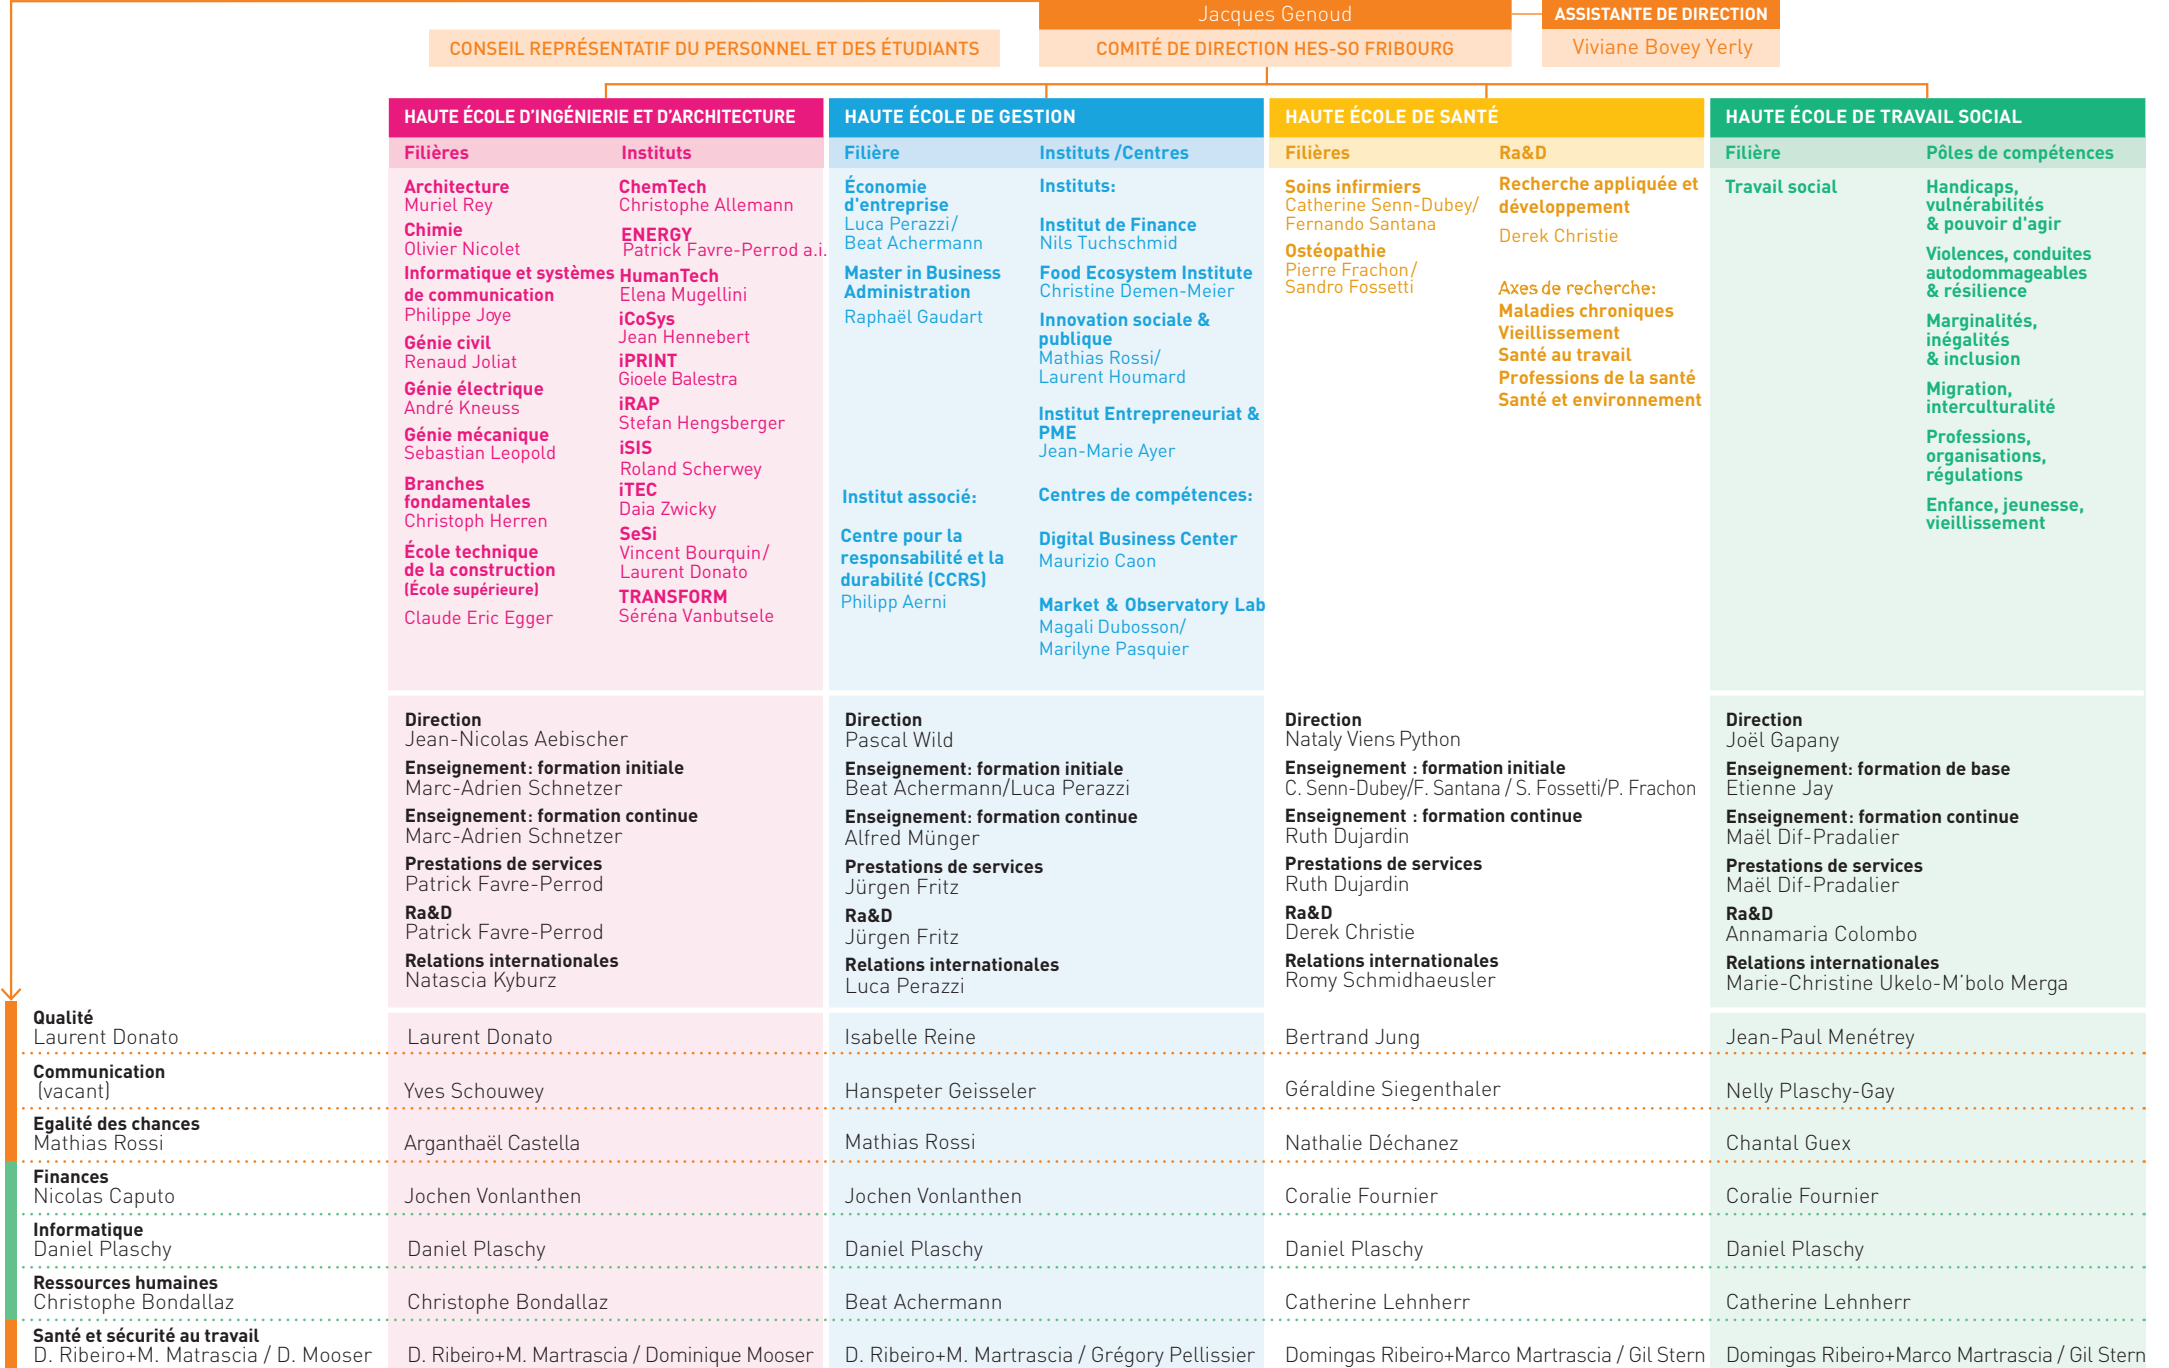 Jacques Genoud
ASSISTANTE DE DIRECTION
CONSEIL REPRÉSENTATIF DU PERSONNEL ET DES ÉTUDIANTS
COMITÉ DE DIRECTION HES-SO FRIBOURG
Viviane Bovey Yerly
HAUTE ÉCOLE D'INGÉNIERIE ET D'ARCHITECTURE
Filières
Architecture
Muriel Rey
Chimie
Olivier Nicolet
Informatique et systèmes
de communication
Philippe Joye
Génie civil
Renaud Joliat
Génie électrique
André Kneuss
Génie mécanique
Sebastian Leopold
Branches
fondamentales
Christoph Herren
École technique
de la construction
(École supérieure)
Claude Eric Egger
Instituts
ChemTech
Christophe Allemann
ENERGY
Patrick Favre-Perrod a.i.
HumanTech
Elena Mugellini
iCoSys
Jean Hennebert
iPRINT
Gioele Balestra
iRAP
Stefan Hengsberger
iSIS
Roland Scherwey
iTEC
Daia Zwicky
SeSi
Vincent Bourquin/
Laurent Donato
TRANSFORM
Séréna Vanbutsele
HAUTE ÉCOLE DE GESTION
Filière
Économie
d'entreprise
Luca Perazzi/
Beat Achermann
Master in Business
Administration
Raphaël Gaudart
Institut associé:
Centre pour la
responsabilité et la
durabilité (CCRS)
Philipp Aerni
Instituts /Centres
Instituts:
Institut de Finance
Nils Tuchschmid
Food Ecosystem Institute
Christine Demen-Meier
Innovation sociale &
publique
Mathias Rossi/
Laurent Houmard
Institut Entrepreneuriat &
PME
Jean-Marie Ayer
Centres de compétences:
Digital Business Center
Maurizio Caon
Market & Observatory Lab
Magali Dubosson/
Marilyne Pasquier
HAUTE ÉCOLE DE SANTÉ
Filières
Soins infirmiers
Catherine Senn-Dubey/
Fernando Santana
Ostéopathie
Pierre Frachon/
Sandro Fossetti
Ra&D
Recherche appliquée et
développement
Derek Christie
Axes de recherche:
Maladies chroniques
Vieillissement
Santé au travail
Professions de la santé
Santé et environnement
HAUTE ÉCOLE DE TRAVAIL SOCIAL
Filière
Travail social
Pôles de compétences
Handicaps,
vulnérabilités
& pouvoir d'agir
Violences, conduites
autodommageables
& résilience
Marginalités,
inégalités
& inclusion
Migration,
interculturalité
Professions,
organisations,
régulations
Enfance, jeunesse,
vieillissement
Direction
Jean-Nicolas Aebischer
Enseignement: formation initiale
Marc-Adrien Schnetzer
Enseignement: formation continue
Marc-Adrien Schnetzer
Prestations de services
Patrick Favre-Perrod
Ra&D
Patrick Favre-Perrod
Relations internationales
Natascia Kyburz
Direction
Pascal Wild
Enseignement: formation initiale
Beat Achermann/Luca Perazzi
Enseignement: formation continue
Alfred Münger
Prestations de services
Jürgen Fritz
Ra&D
Jürgen Fritz
Relations internationales
Luca Perazzi
Direction
Nataly Viens Python
Enseignement : formation initiale
C. Senn-Dubey/F. Santana / S. Fossetti/P. Frachon
Enseignement : formation continue
Ruth Dujardin
Prestations de services
Ruth Dujardin
Ra&D
Derek Christie
Relations internationales
Romy Schmidhaeusler
Direction
Joël Gapany
Enseignement: formation de base
Etienne Jay
Enseignement: formation continue
Maël Dif-Pradalier
Prestations de services
Maël Dif-Pradalier
Ra&D
Annamaria Colombo
Relations internationales
Marie-Christine Ukelo-M'bolo Merga
Qualité
Laurent Donato
Laurent Donato
Isabelle Reine
Bertrand Jung
Jean-Paul Menétrey
Communication
(vacant)
Yves Schouwey
Hanspeter Geisseler
Géraldine Siegenthaler
Nelly Plaschy-Gay
Egalité des chances
Mathias Rossi
Arganthaël Castella
Mathias Rossi
Nathalie Déchanez
Chantal Guex
Finances
Nicolas Caputo
Jochen Vonlanthen
Jochen Vonlanthen
Coralie Fournier
Coralie Fournier
Informatique
Daniel Plaschy
Daniel Plaschy
Daniel Plaschy
Daniel Plaschy
Daniel Plaschy
Ressources humaines
Christophe Bondallaz
Christophe Bondallaz
Beat Achermann
Catherine Lehnherr
Catherine Lehnherr
Santé et sécurité au travail
D. Ribeiro+M. Matrascia / D. Mooser
D. Ribeiro+M. Martrascia / Dominique Mooser
D. Ribeiro+M. Martrascia / Grégory Pellissier
Domingas Ribeiro+Marco Martrascia / Gil Stern
Domingas Ribeiro+Marco Martrascia / Gil Stern